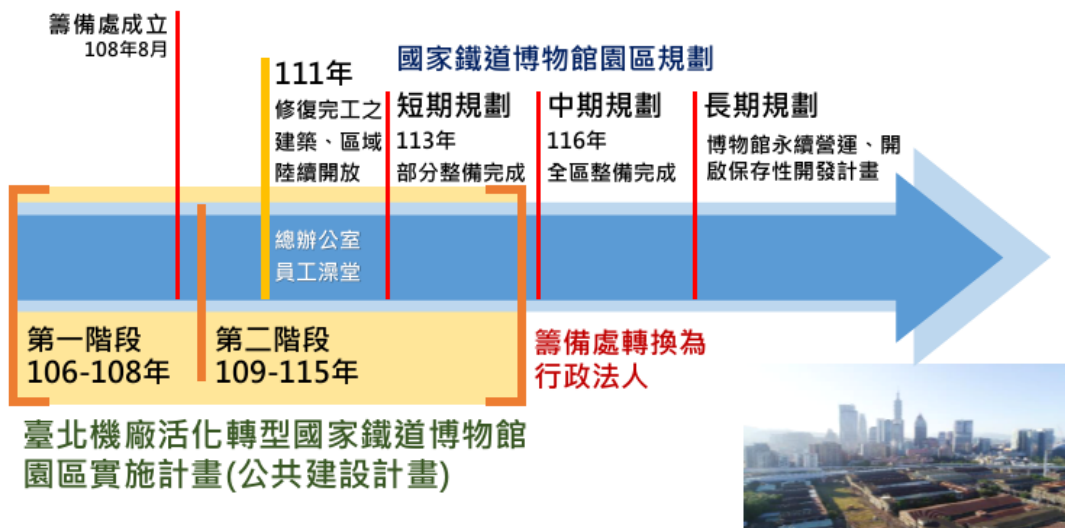 籌備處成立
108年8月
國家鐵道博物館園區規劃
111年
修復完工之
建築、區域
陸續開放
短期規劃
113年
部分整備完成
中期規劃
116年
全區整備完成
長期規劃
博物館永續營運、開
啟保存性開發計畫
總辦公室
員工澡堂
第一階段
106-108年
第二階段
109-115年
籌備處轉換為
行政法人
臺北機廠活化轉型國家鐵道博物館
園區實施計畫(公共建設計畫)